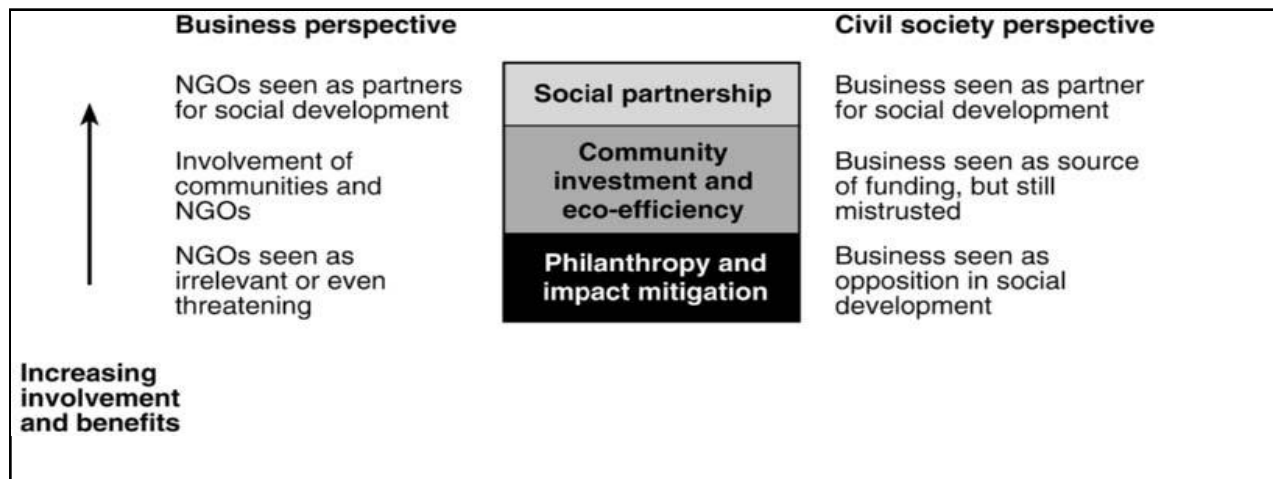 Business perspective
Civil society perspective
NGOs seen as partners
for social development
Social partnership
Business seen as partner
for social development
Involvement of
communities and
NGOs
Community
investment and
eco-efficiency
Business seen as source
of funding, but still
mistrusted
NGOs seen as
irrelevant or even
threatening
Philanthropy and
impact mitigation
Business seen as
opposition in social
development
Increasing
involvement
and benefits